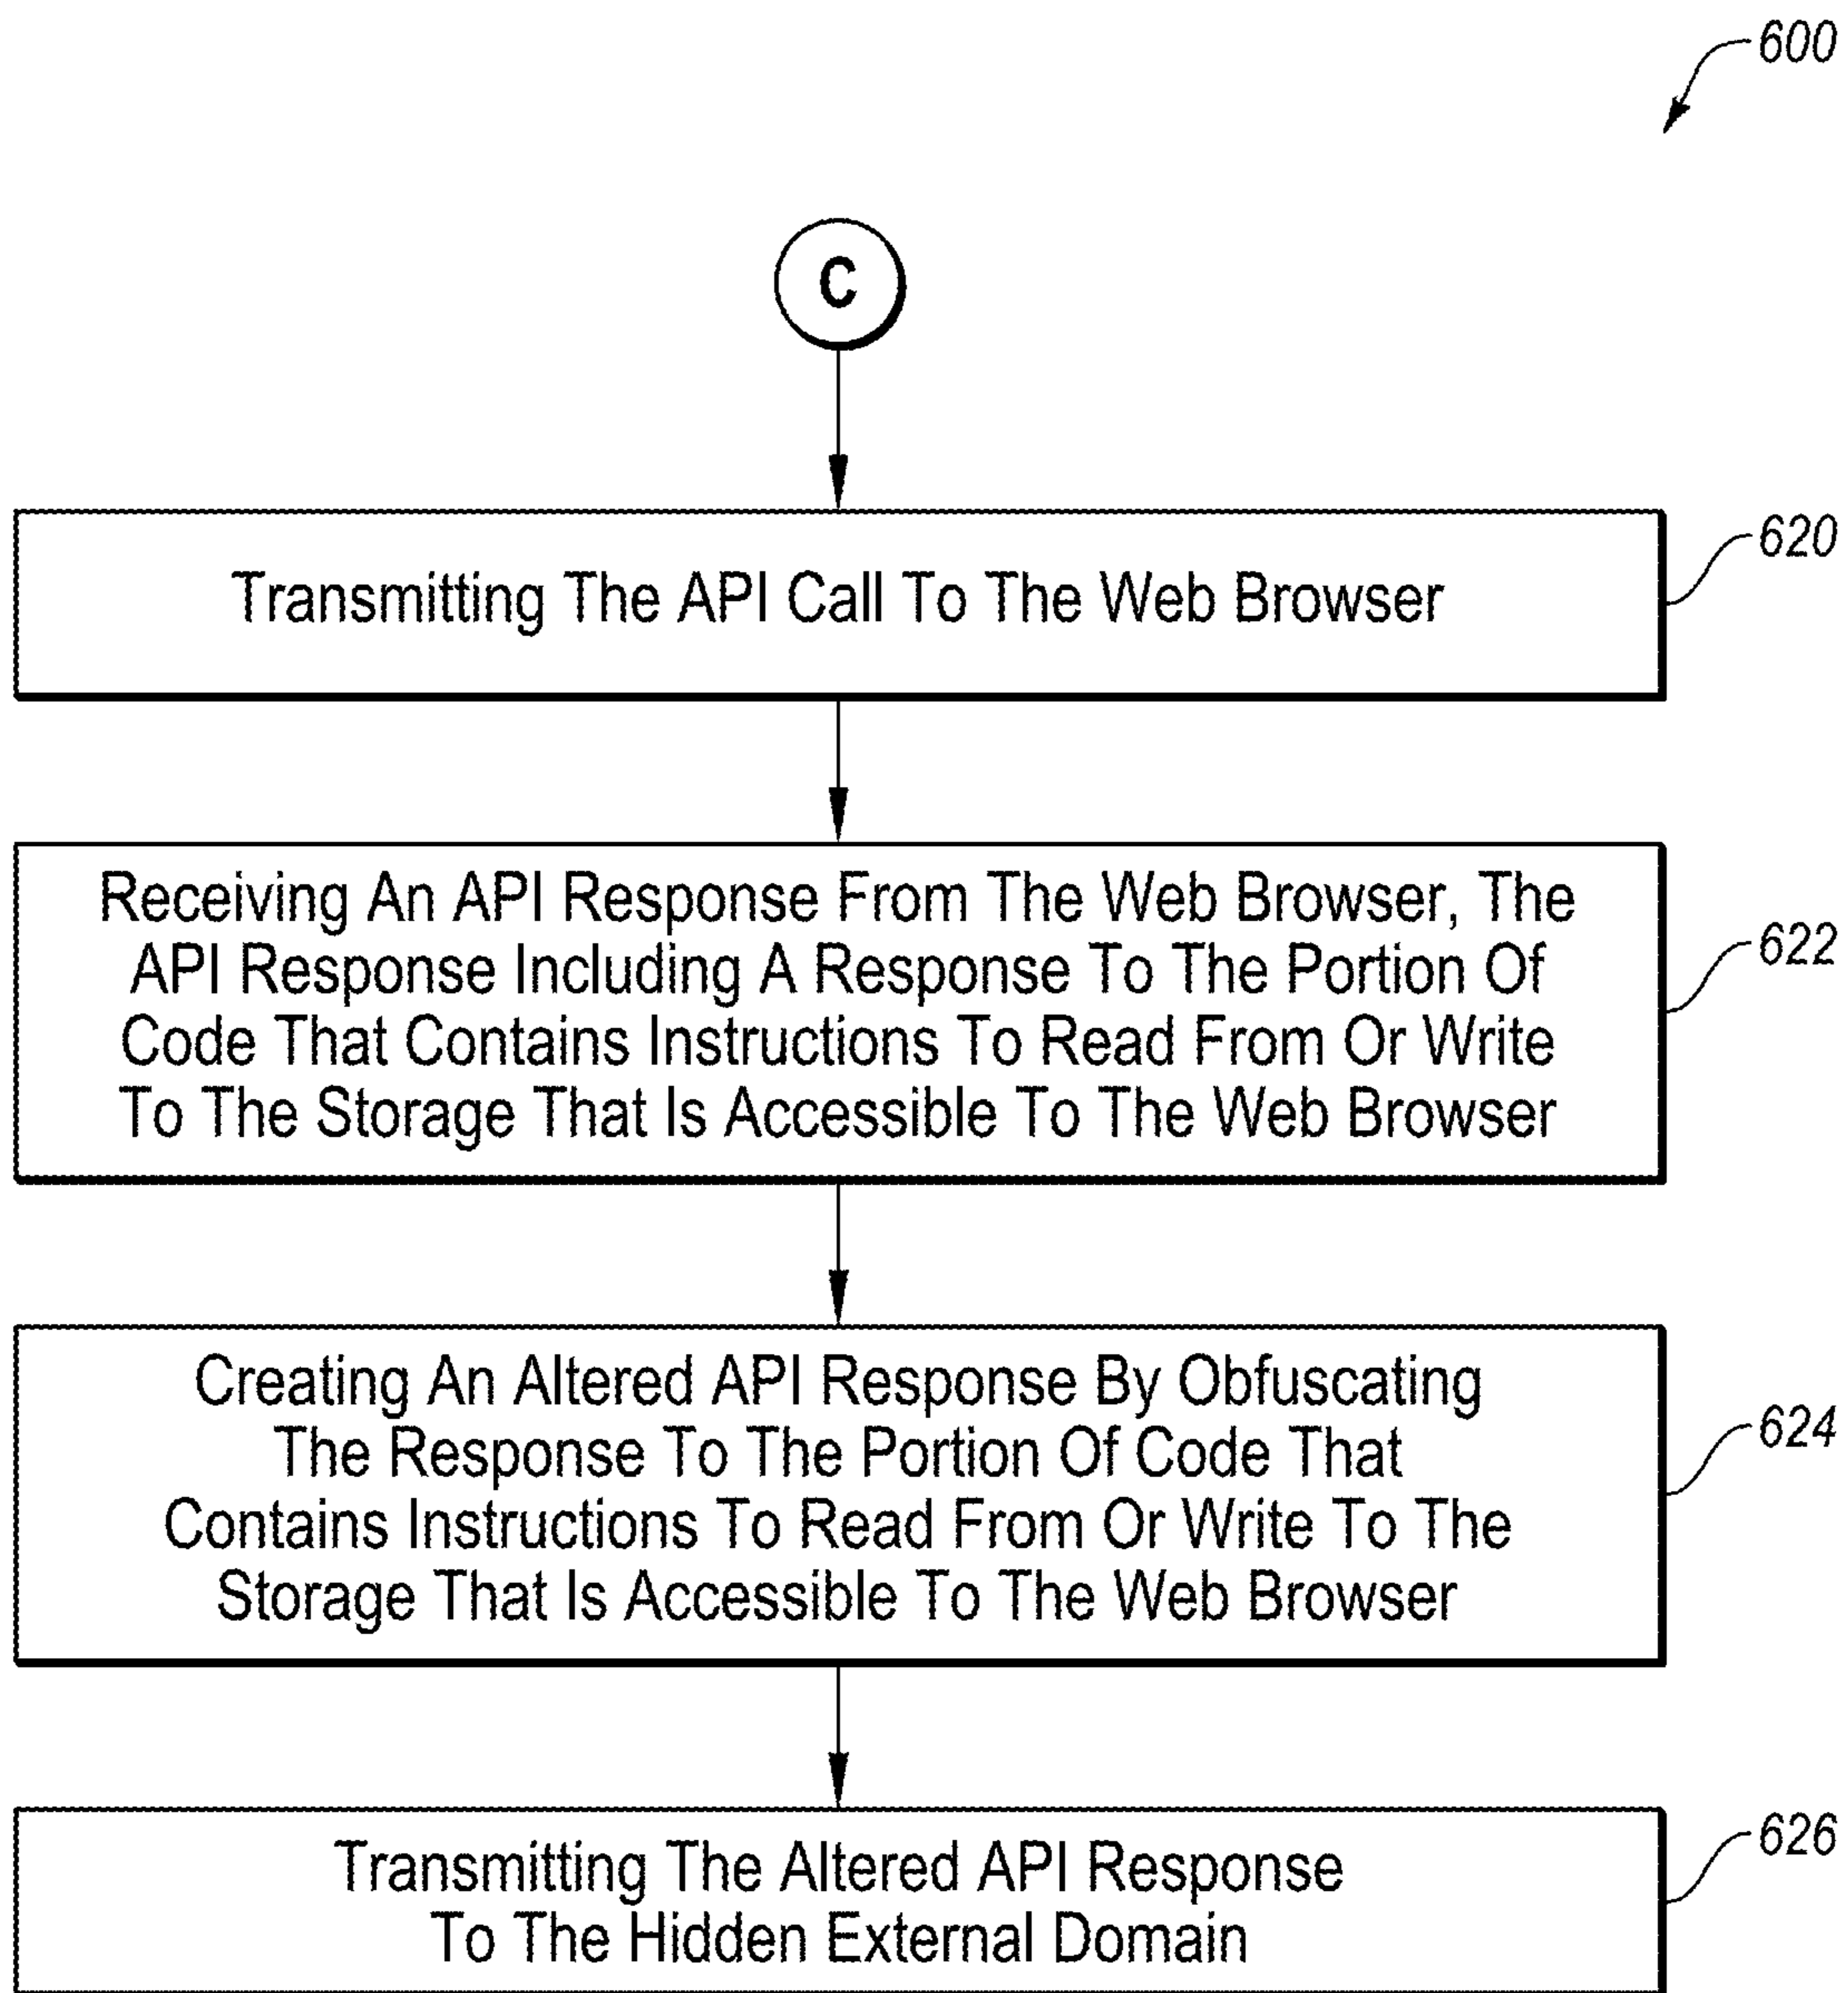 600
C
Transmitting The API Call To The Web Browser
620
Receiving An API Response From The Web Browser, The
API Response Including A Response To The Portion Of
Code That Contains Instructions To Read From Or Write
To The Storage That Is Accessible To The Web Browser
622
Creating An Altered API Response By Obfuscating
The Response To The Portion Of Code That
Contains Instructions To Read From Or Write To The
Storage That Is Accessible To The Web Browser
624
Transmitting The Altered API Response
To The Hidden External Domain
626